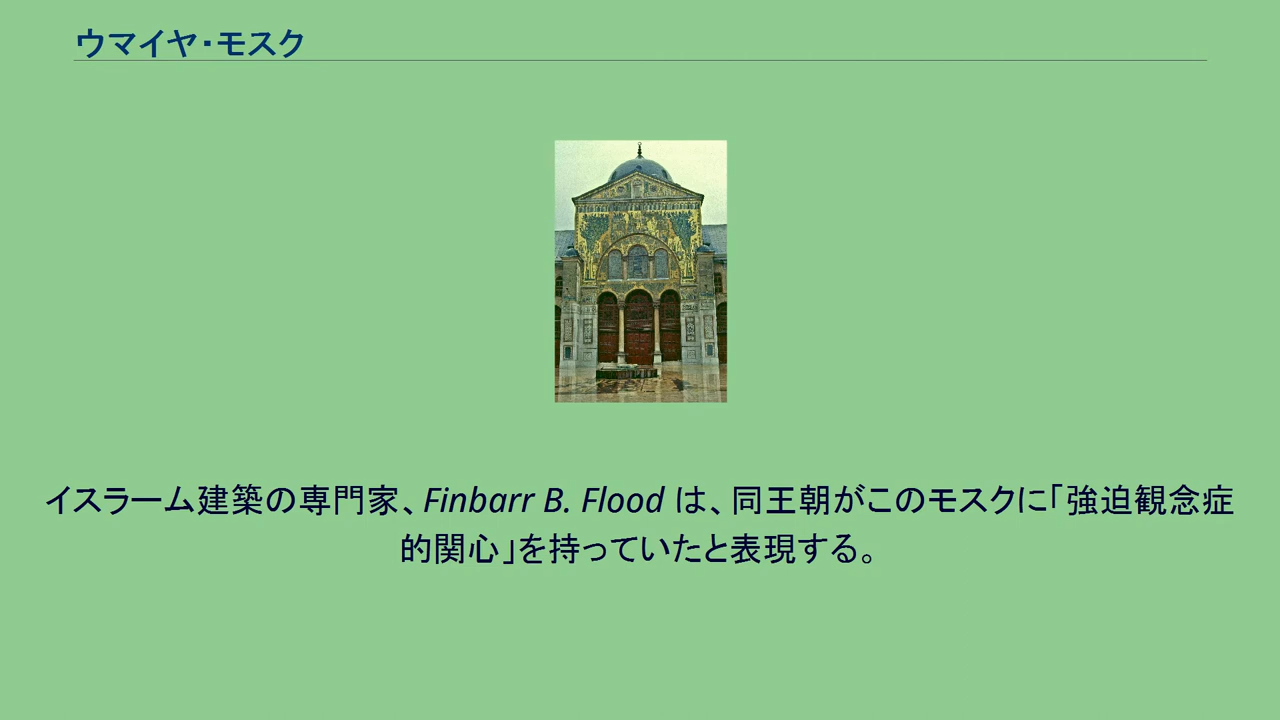 ウマイヤ・モスク
イスラーム建築の専門家、Finbarr B. Flood は、同王朝がこのモスクに「強迫観念症
的関心」を持っていたと表現する。